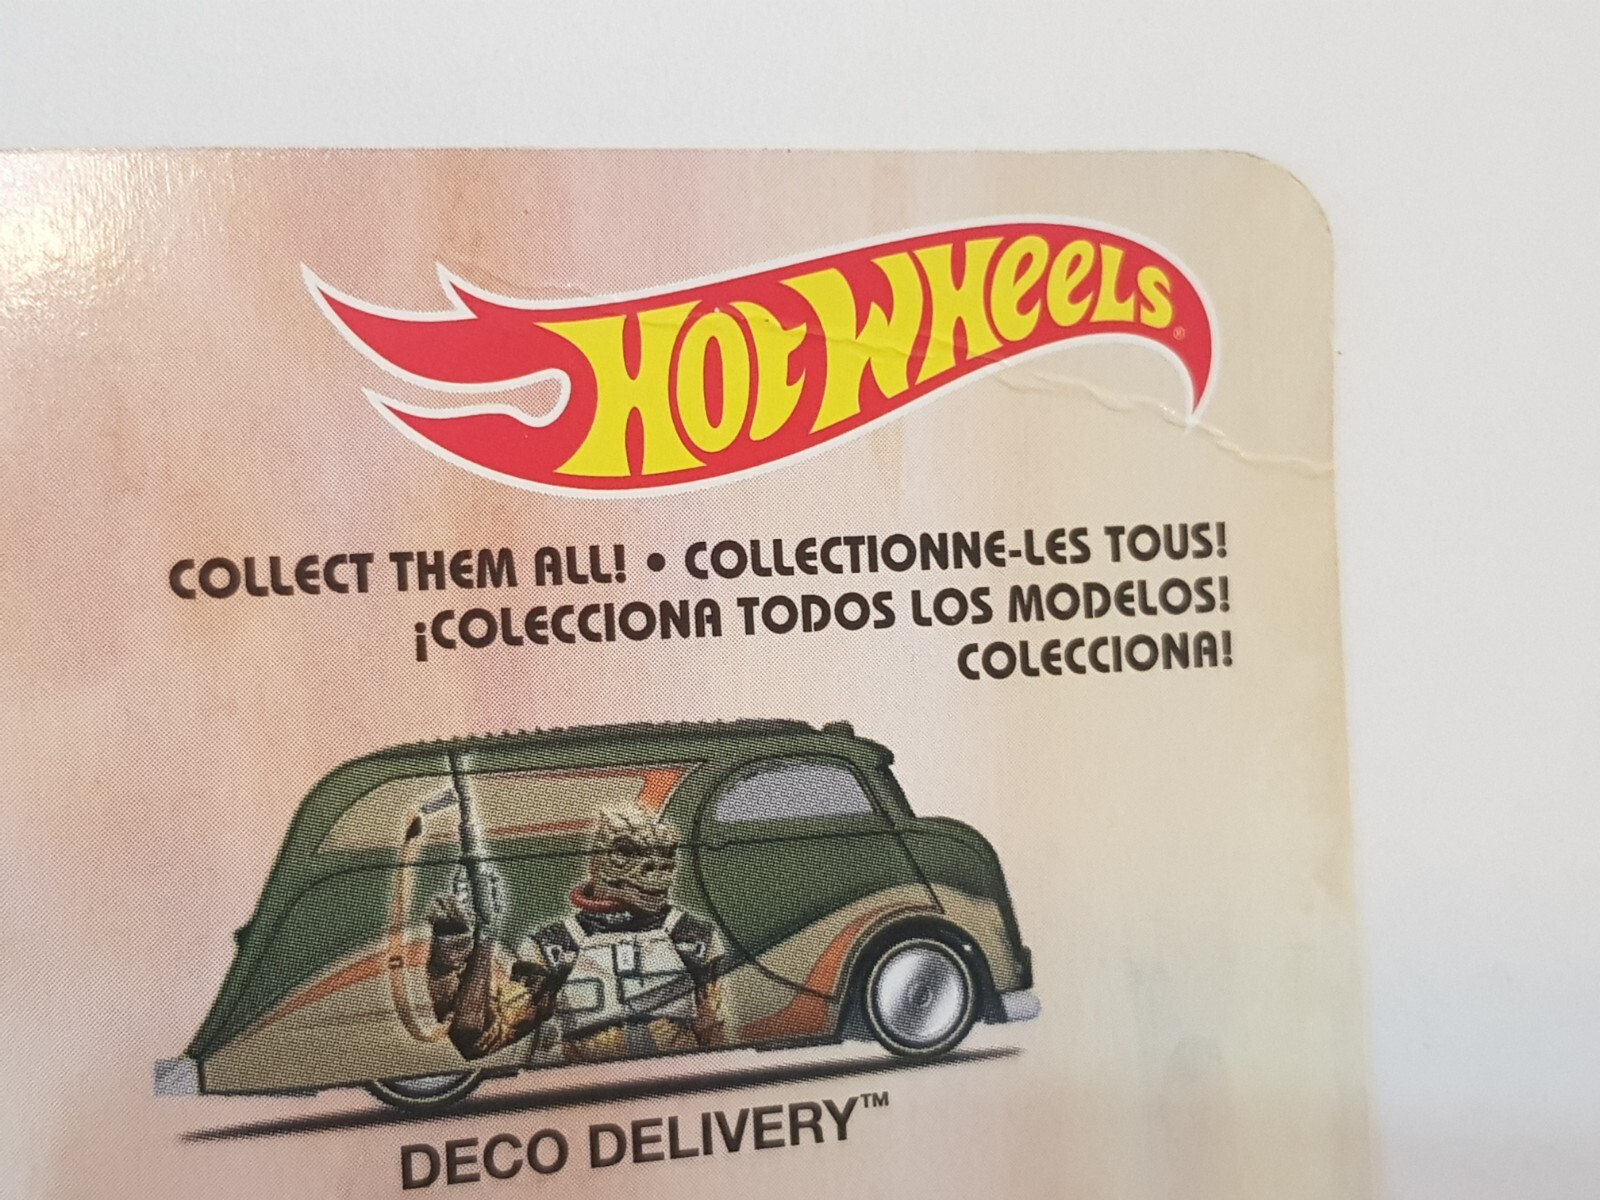 HOT WHEELS®
COLLECT THEM ALL! • COLLECTIONNE-LES TOUS!
¡COLECCIONA TODOS LOS MODELOS!
COLECCIONA!
DECO DELIVERY™